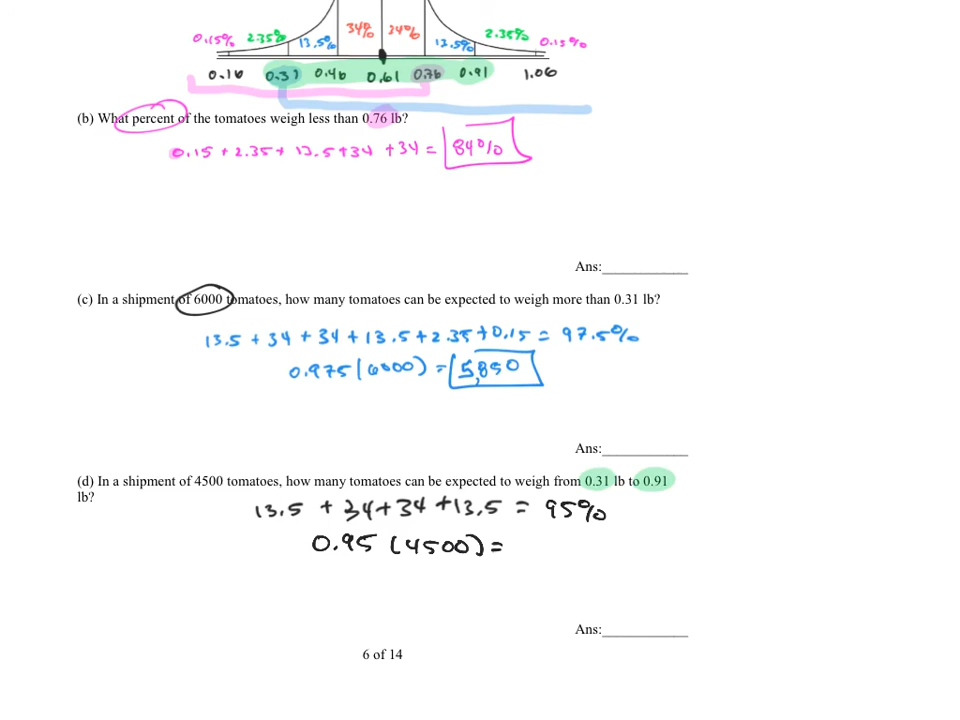 34% 34%
0.15% 2.35% 13.5% 13.5% 2.35% 0.15%
0.16 0.31 0.46 0.61 0.76 0.91 1.06
(b) What percent of the tomatoes weigh less than 0.76 lb?
0.15 + 2.35 + 13.5 + 34 + 34 = 84%
Ans:__________
(c) In a shipment of 6000 tomatoes, how many tomatoes can be expected to weigh more than 0.31 lb?
13.5 + 34 + 34 + 13.5 + 2.35 + 0.15 = 97.5%
0.975 (6000) = 5,850
Ans:__________
(d) In a shipment of 4500 tomatoes, how many tomatoes can be expected to weigh from 0.31 lb to 0.91
lb?
13.5 + 34 + 34 + 13.5 = 95%
0.95 (4500) =
Ans:__________
6 of 14